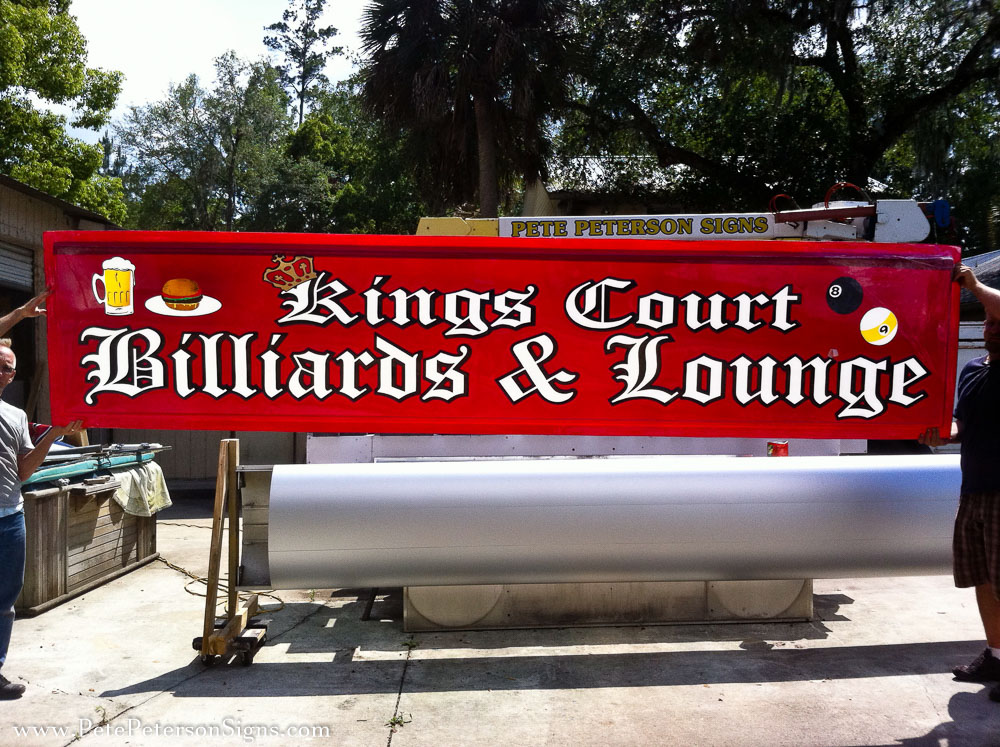 PETE PETERSON SIGNS
Kings Court
8
Billiards & Lounge
9
www.PetePetersonSigns.com